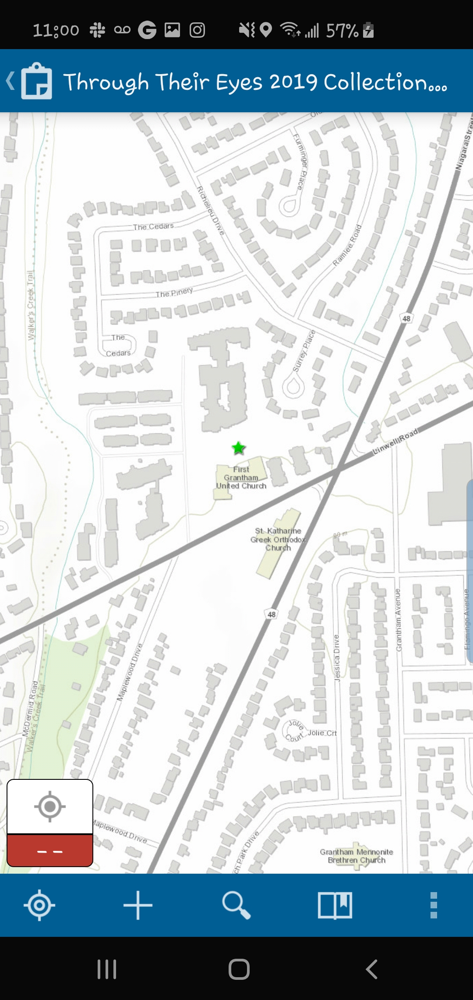 11:00
57%
Through Their Eyes 2019 Collection...
Niagara Street
Furminger Place
Richelieu Drive
The Cedars
Ramlee Road
Walker's Creek Trail
The Pinery
48
The
Cedars
Surrey Place
Linwell Road
First
Grantham
United Church
St. Katharine
Greek Orthodox
Church
90 m
48
Grantham Avenue
Flamingo Avenue
Jessica Drive
Maplewood Drive
McDermid Road
Walker's Creek Trail
Jolie
Court
Jolie Crt
Maplewood Drive
ch Park Drive
Grantham Mennonite
Brethren Church